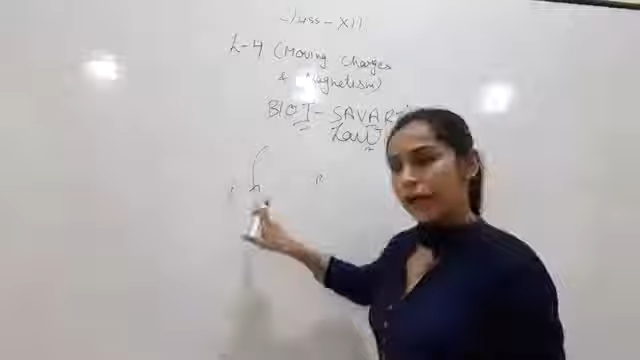 Class - XII
L-4 (Moving Charges
& Magnetism)
BIOT - SAVART'S
LAW